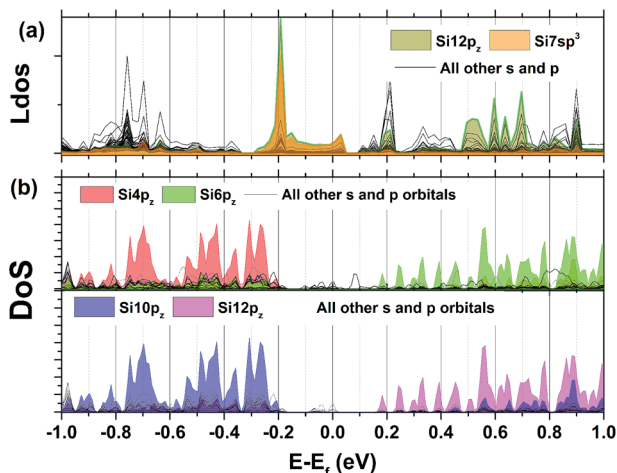 (a)
Ldos
Si12pz Si7sp3
All other s and p
(b)
DoS
Si4pz Si6pz All other s and p orbitals
Si10pz Si12pz All other s and p orbitals
-1.0 -0.8 -0.6 -0.4 -0.2 0.0 0.2 0.4 0.6 0.8 1.0
E-Ef (eV)